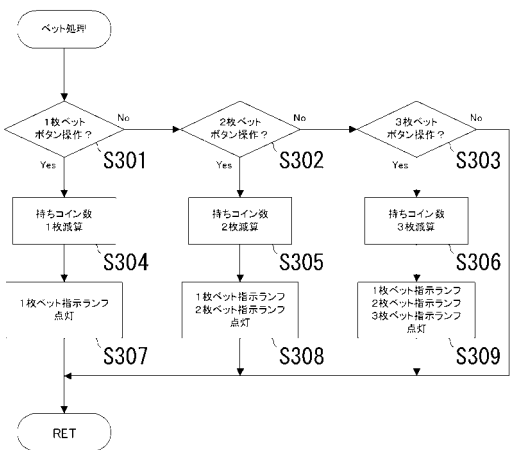 ベット処理
1枚ベット
ボタン操作？
No
Yes
S301
2枚ベット
ボタン操作？
No
Yes
S302
3枚ベット
ボタン操作？
No
Yes
S303
持ちコイン数
1枚減算
S304
持ちコイン数
2枚減算
S305
持ちコイン数
3枚減算
S306
1枚ベット指示ランプ
点灯
S307
1枚ベット指示ランプ
2枚ベット指示ランプ
点灯
S308
1枚ベット指示ランプ
2枚ベット指示ランプ
3枚ベット指示ランプ
点灯
S309
RET